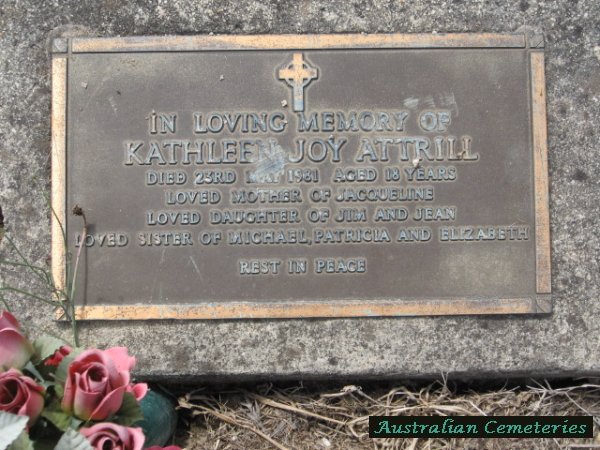 IN LOVING MEMORY OF
KATHLEEN JOY ATTRILL
DIED 23RD MAY 1981 AGED 18 YEARS
LOVED MOTHER OF JACQUELINE
LOVED DAUGHTER OF JIM AND JEAN
LOVED SISTER OF MICHAEL, PATRICIA AND ELIZABETH
REST IN PEACE
Australian Cemeteries